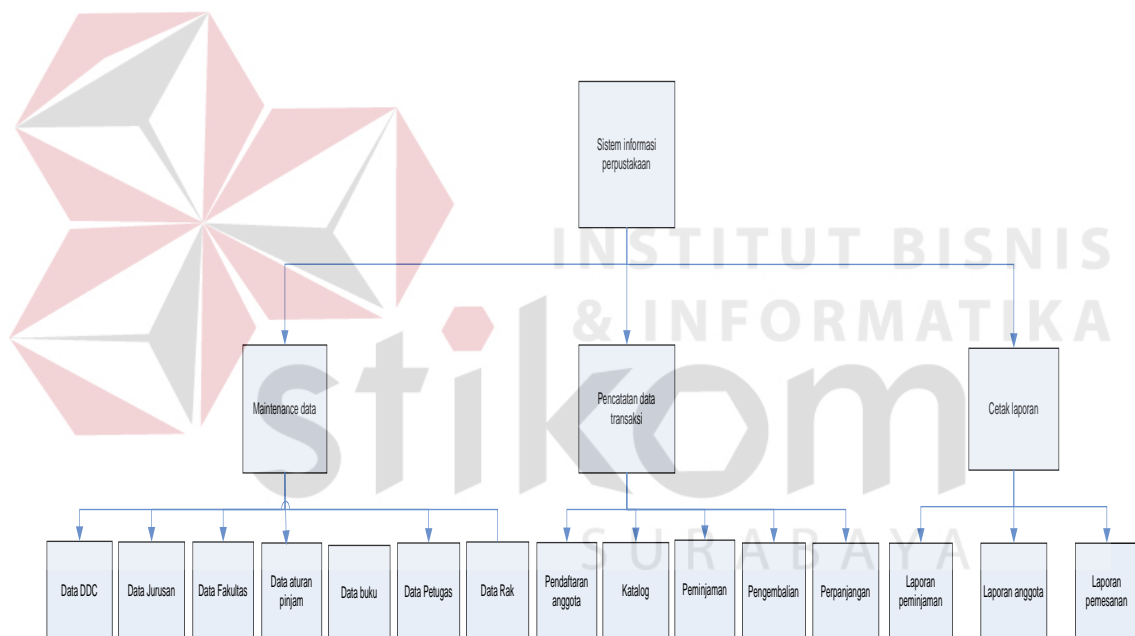 Sistem informasi
perpustakaan
INSTITUT BISNIS
& INFORMATIKA
stikom
SURABAYA
Maintenance data
Pencatatan data
transaksi
Cetak laporan
Data DDC
Data Jurusan
Data Fakultas
Data aturan
pinjam
Data buku
Data Petugas
Data Rak
Pendaftaran
anggota
Katalog
Peminjaman
Pengembalian
Perpanjangan
Laporan
peminjaman
Laporan anggota
Laporan
pemesanan